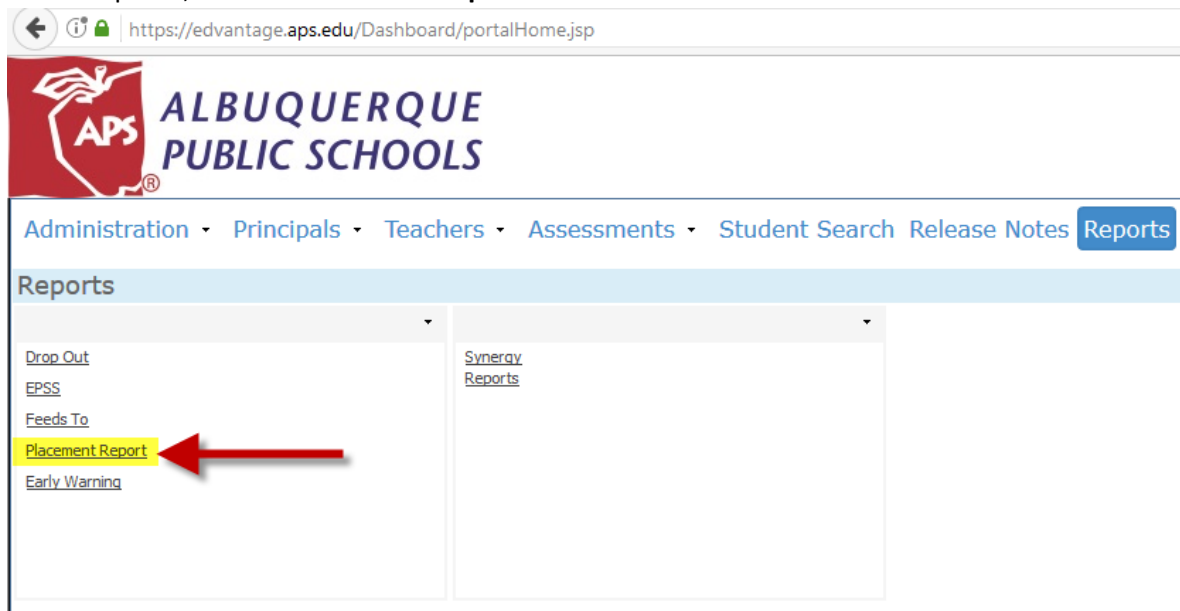 https://edvantage.aps.edu/Dashboard/portalHome.jsp
APS
®
ALBUQUERQUE
PUBLIC SCHOOLS
Administration Principals Teachers Assessments Student Search Release Notes Reports
Reports
Drop Out
EPSS
Feeds To
Placement Report
Early Warning
Synergy
Reports